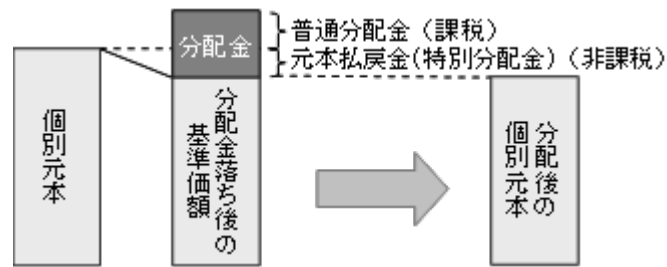 分配金
普通分配金（課税）
元本払戻金(特別分配金)（非課税）
個別元本
分配金落ち後の
基準価額
分配後の
個別元本